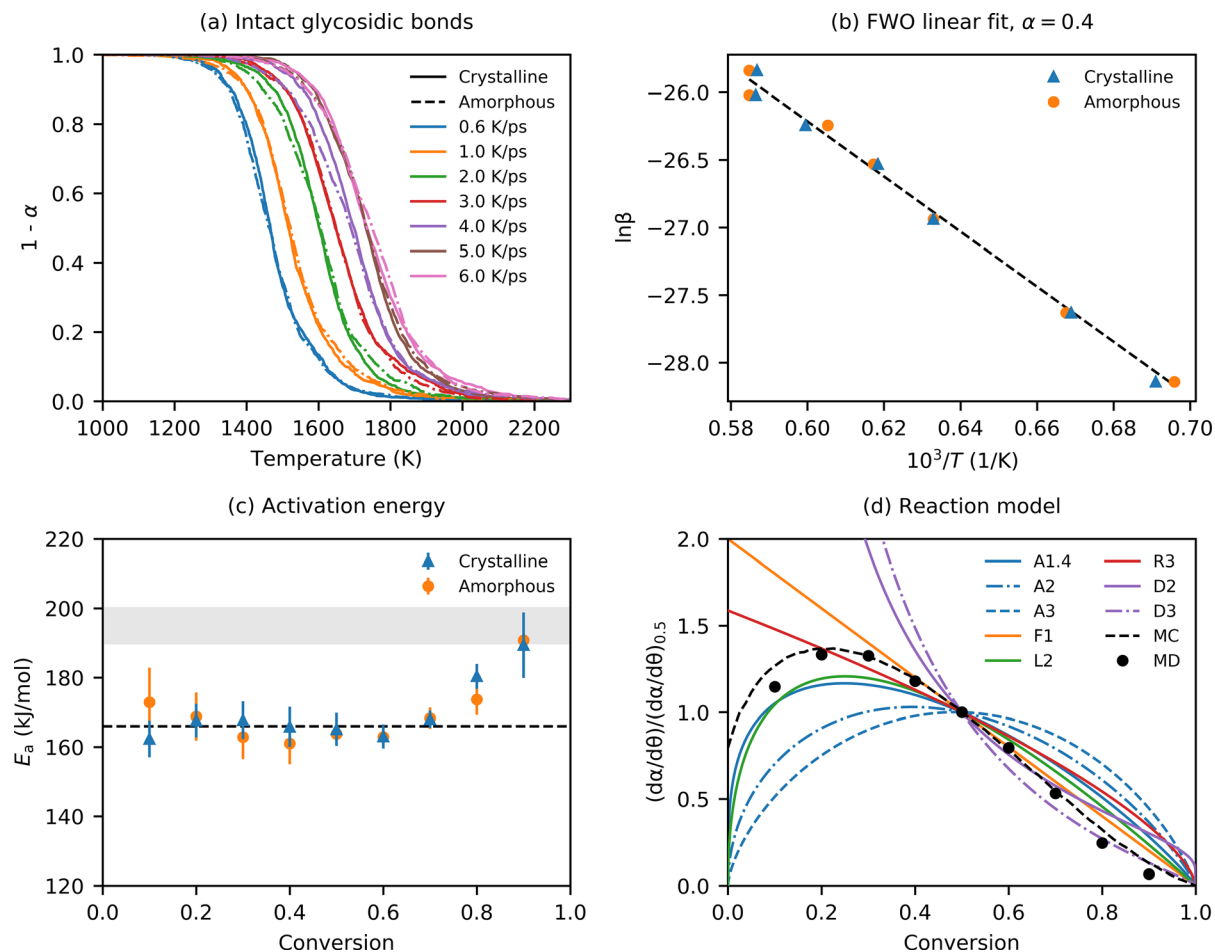 (a) Intact glycosidic bonds
1.0
0.8
0.6
0.4
0.2
0.0
1 - α
1000 1200 1400 1600 1800 2000 2200
Temperature (K)
Crystalline
Amorphous
0.6 K/ps
1.0 K/ps
2.0 K/ps
3.0 K/ps
4.0 K/ps
5.0 K/ps
6.0 K/ps
(b) FWO linear fit, α = 0.4
−26.0
−26.5
−27.0
−27.5
−28.0
lnβ
0.58 0.60 0.62 0.64 0.66 0.68 0.70
10³/T (1/K)
Crystalline
Amorphous
(c) Activation energy
220
200
180
160
140
120
Eₐ (kJ/mol)
0.0 0.2 0.4 0.6 0.8 1.0
Conversion
Crystalline
Amorphous
(d) Reaction model
2.0
1.5
1.0
0.5
0.0
(dα/dθ)/(dα/dθ)₀.₅
0.0 0.2 0.4 0.6 0.8 1.0
Conversion
A1.4
A2
A3
F1
L2
R3
D2
D3
MC
MD